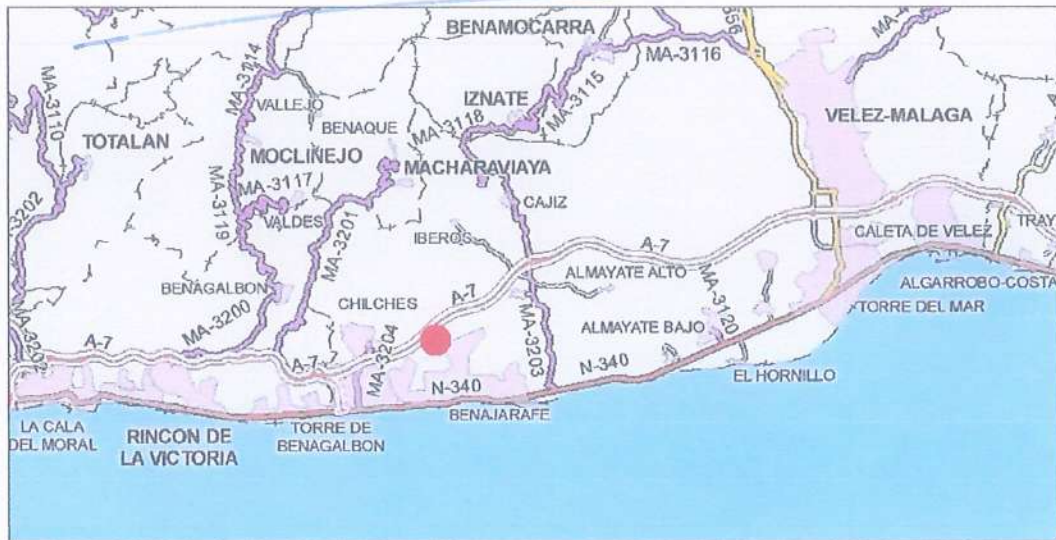 BENAMOCARRA
356
MA-3116
MA-3114
MA-3115
VALLEJO
IZNATE
MA-3110
TOTALAN
BENAQUE
MA-3118
VELEZ-MALAGA
MOCLINEJO
MACHARAVIAYA
MA-3117
MA-3119
VALDES
MA-3201
CAJIZ
IBEROS
A-7
CALETA DE VELEZ
TRAY
ALMAYATE ALTO
BENAGALBON
ALGARROBO-COSTA
CHILCHES
A-7
TORRE DEL MAR
MA-3200
MA-3120
ALMAYATE BAJO
MA-3204
MA-3203
A-7
A-7
EL HORNILLO
N-340
N-340
BENAJARAFE
LA CALA
DEL MORAL
RINCON DE
LA VICTORIA
TORRE DE
BENAGALBON